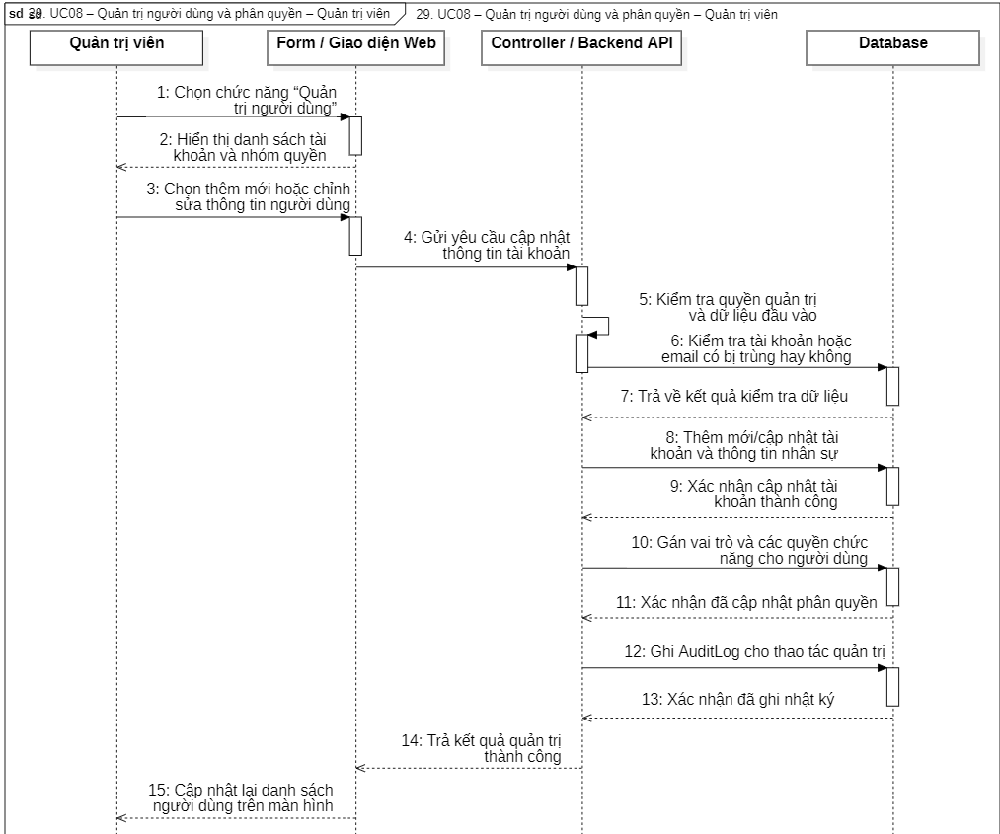 sd 29. UC08 – Quản trị người dùng và phân quyền – Quản trị viên
29. UC08 – Quản trị người dùng và phân quyền – Quản trị viên
Quản trị viên
Form / Giao diện Web
Controller / Backend API
Database
1: Chọn chức năng “Quản
trị người dùng”
2: Hiển thị danh sách tài
khoản và nhóm quyền
3: Chọn thêm mới hoặc chỉnh
sửa thông tin người dùng
4: Gửi yêu cầu cập nhật
thông tin tài khoản
5: Kiểm tra quyền quản trị
và dữ liệu đầu vào
6: Kiểm tra tài khoản hoặc
email có bị trùng hay không
7: Trả về kết quả kiểm tra dữ liệu
8: Thêm mới/cập nhật tài
khoản và thông tin nhân sự
9: Xác nhận cập nhật tài
khoản thành công
10: Gán vai trò và các quyền chức
năng cho người dùng
11: Xác nhận đã cập nhật phân quyền
12: Ghi AuditLog cho thao tác quản trị
13: Xác nhận đã ghi nhật ký
14: Trả kết quả quản trị
thành công
15: Cập nhật lại danh sách
người dùng trên màn hình